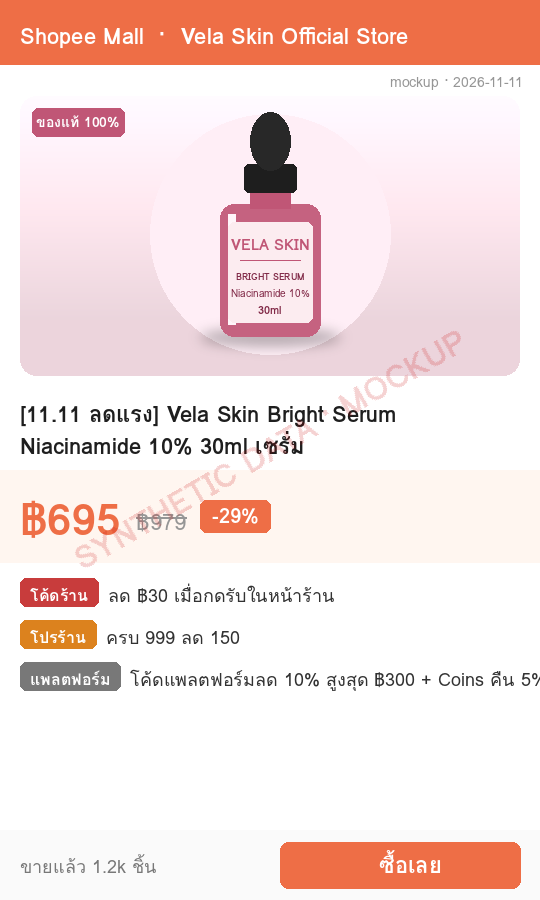 Shopee Mall · Vela Skin Official Store
mockup · 2026-11-11
ของแท้ 100%
VELA SKIN
BRIGHT SERUM
Niacinamide 10%
30ml
SYNTHETIC DATA · MOCKUP
[11.11 ลดแรง] Vela Skin Bright Serum
Niacinamide 10% 30ml เซรั่ม
฿695 ฿979 -29%
โค้ดร้าน ลด ฿30 เมื่อกดรับในหน้าร้าน
โปรร้าน ครบ 999 ลด 150
แพลตฟอร์ม โค้ดแพลตฟอร์มลด 10% สูงสุด ฿300 + Coins คืน 5%
ขายแล้ว 1.2k ชิ้น
ซื้อเลย